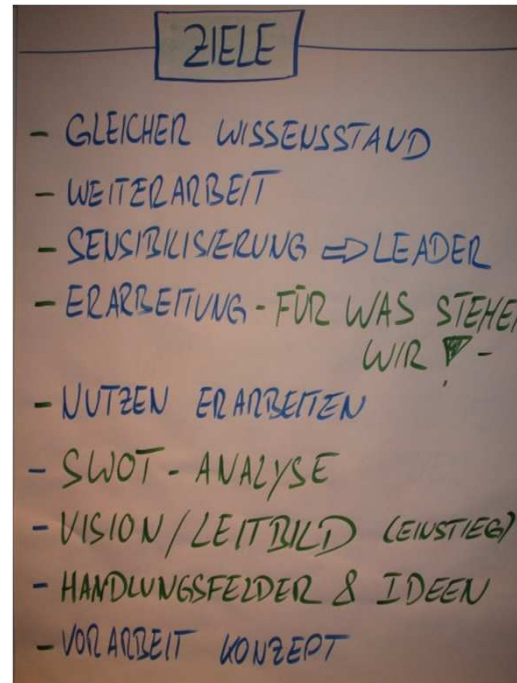 ZIELE
- GLEICHER WISSENSSTAND
- WEITERARBEIT
- SENSIBILISIERUNG ⇨ LEADER
- ERARBEITUNG - FÜR WAS STEHEN
WIR ! -
- NUTZEN ERARBEITEN
- SWOT - ANALYSE
- VISION / LEITBILD (EINSTIEG)
- HANDLUNGSFELDER & IDEEN
- VORARBEIT KONZEPT